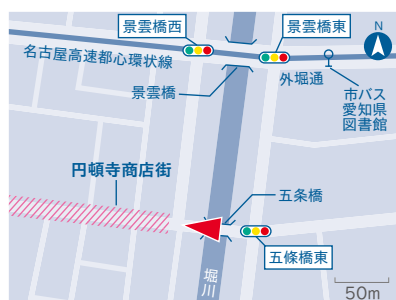 景雲橋西
景雲橋東
N
名古屋高速都心環状線
外堀通
景雲橋
市バス
愛知県
図書館
円頓寺商店街
五条橋
五條橋東
堀川
50m